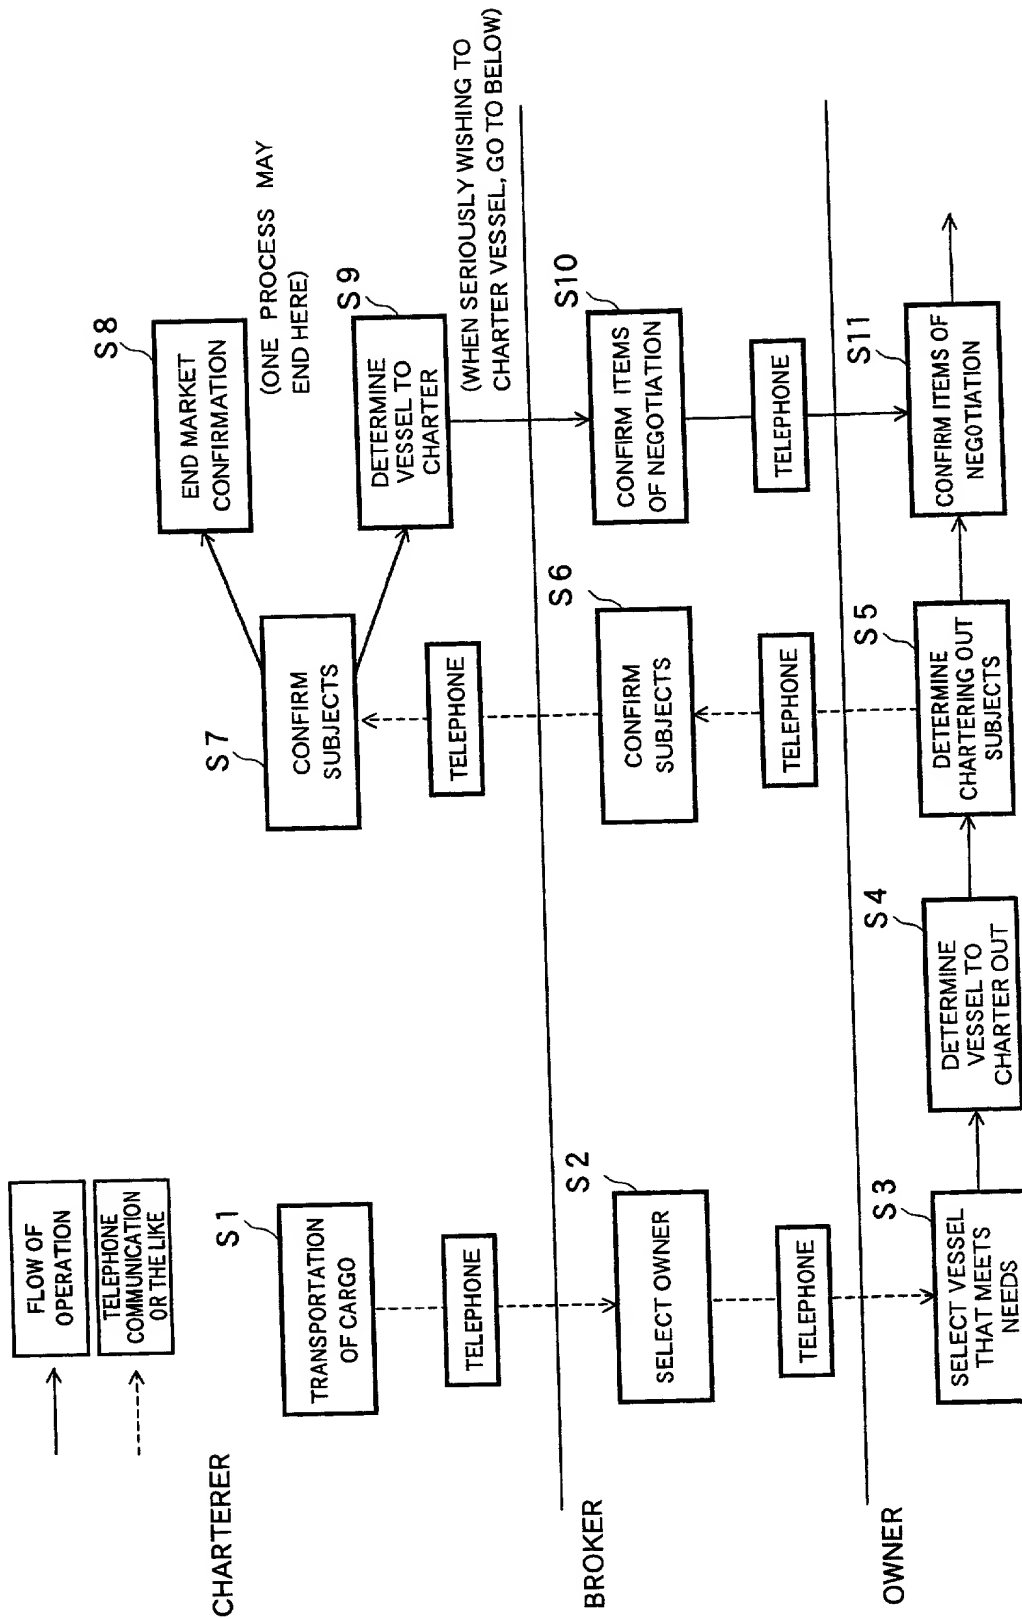 FLOW OF
OPERATION
TELEPHONE
COMMUNICATION
OR THE LIKE
CHARTERER
S1
TRANSPORTATION
OF CARGO
TELEPHONE
S7
CONFIRM
SUBJECTS
TELEPHONE
S8
END MARKET
CONFIRMATION
(ONE PROCESS MAY
END HERE)
S9
DETERMINE
VESSEL TO
CHARTER
(WHEN SERIOUSLY WISHING TO
CHARTER VESSEL, GO TO BELOW)
BROKER
S2
SELECT OWNER
TELEPHONE
S6
CONFIRM
SUBJECTS
TELEPHONE
S10
CONFIRM ITEMS
OF NEGOTIATION
TELEPHONE
OWNER
S3
SELECT VESSEL
THAT MEETS
NEEDS
S4
DETERMINE
VESSEL TO
CHARTER OUT
S5
DETERMINE
CHARTERING OUT
SUBJECTS
S11
CONFIRM ITEMS OF
NEGOTIATION